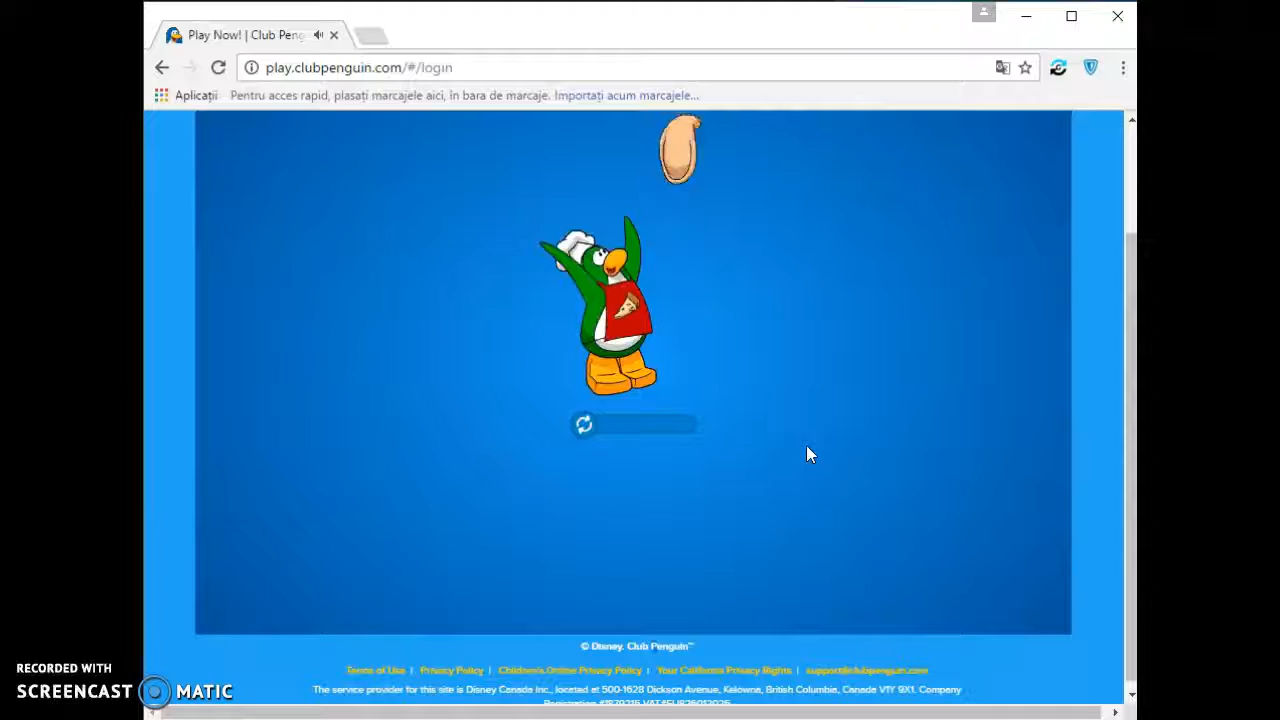 Play Now! | Club Peng
play.clubpenguin.com/#/login
Aplicații Pentru acces rapid, plasați marcajele aici, în bara de marcaje. Importați acum marcajele...
© Disney. Club Penguin™
Terms of Use | Privacy Policy | Children's Online Privacy Policy | Your California Privacy Rights | support@clubpenguin.com
The service provider for this site is Disney Canada Inc., located at 500-1628 Dickson Avenue, Kelowna, British Columbia, Canada V1Y 9X1. Company
RECORDED WITH
SCREENCAST MATIC